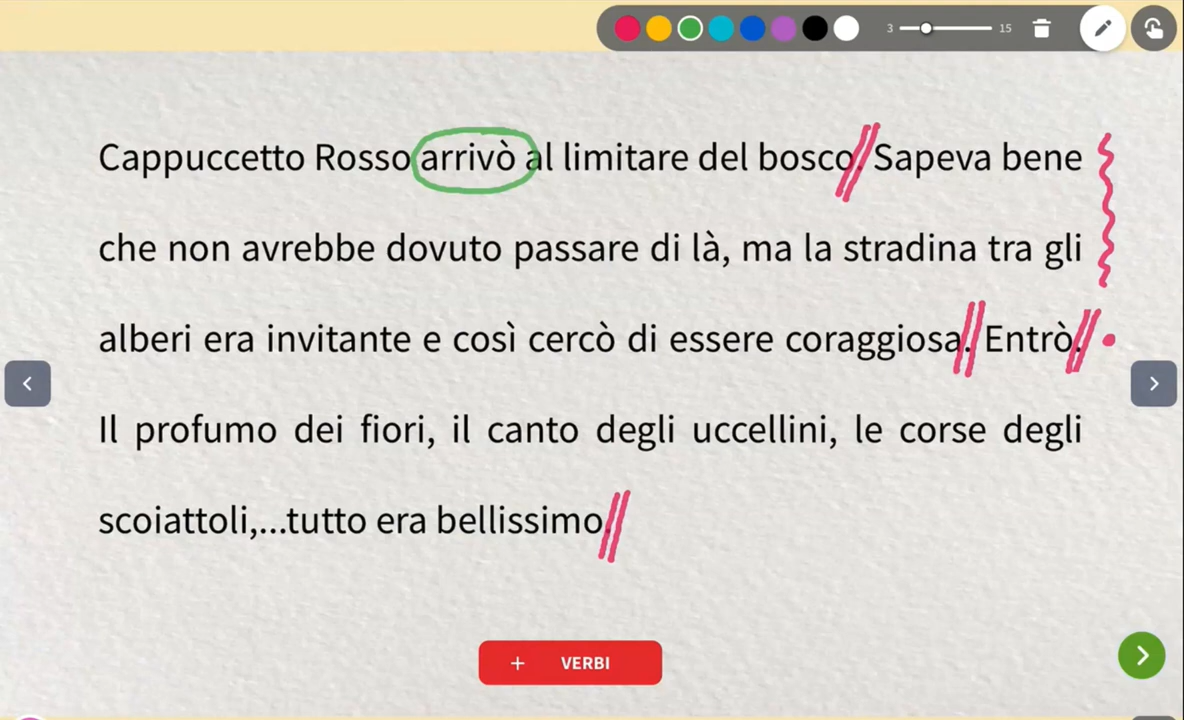 3 15
Cappuccetto Rosso arrivò al limitare del bosco. Sapeva bene
che non avrebbe dovuto passare di là, ma la stradina tra gli
alberi era invitante e così cercò di essere coraggiosa. Entrò.
Il profumo dei fiori, il canto degli uccellini, le corse degli
scoiattoli,...tutto era bellissimo.
+ VERBI